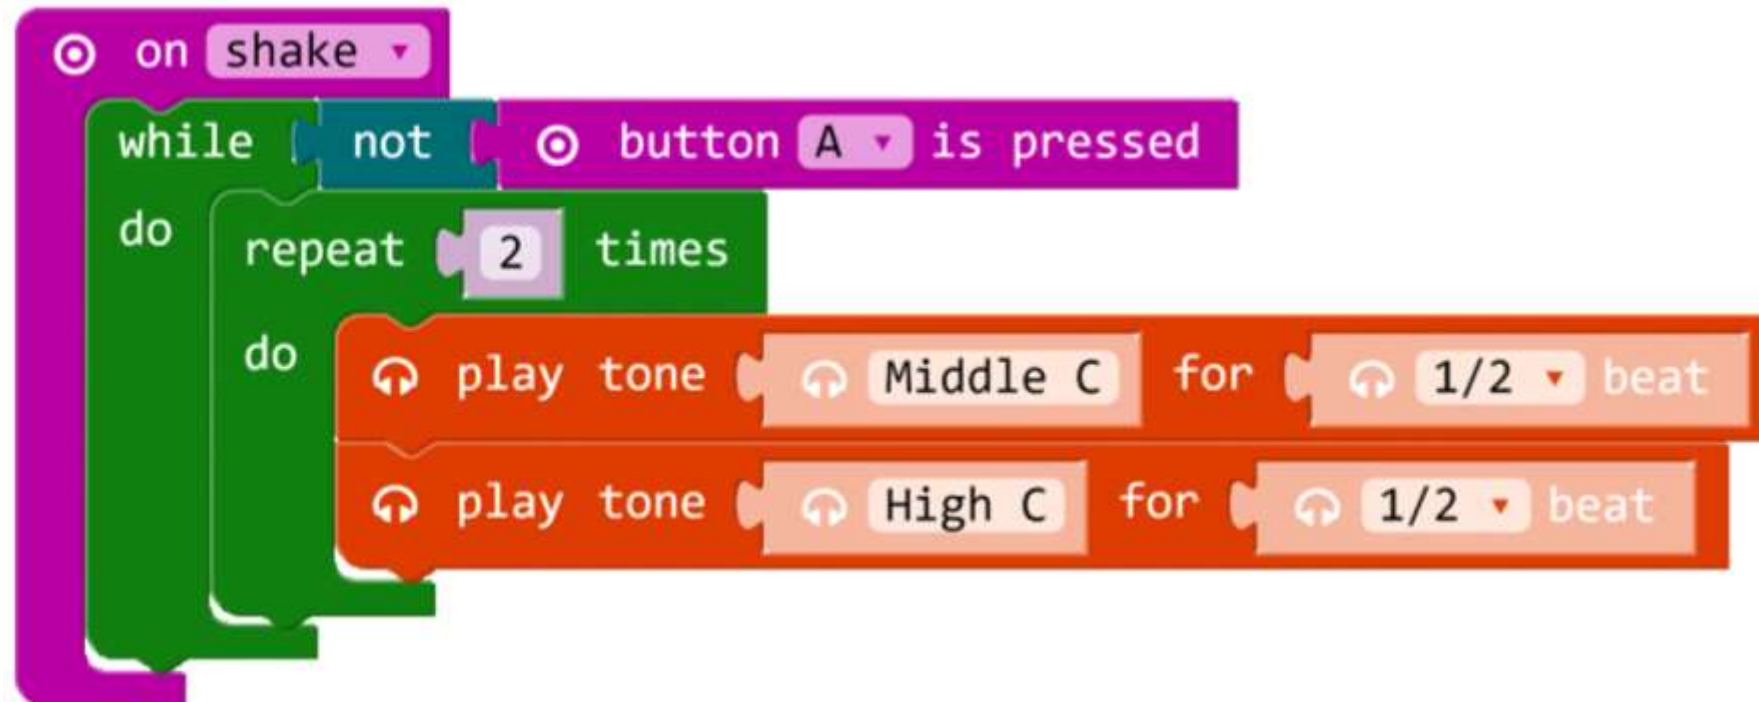 on shake
while not button A is pressed
do
repeat 2 times
do
play tone Middle C for 1/2 beat
play tone High C for 1/2 beat